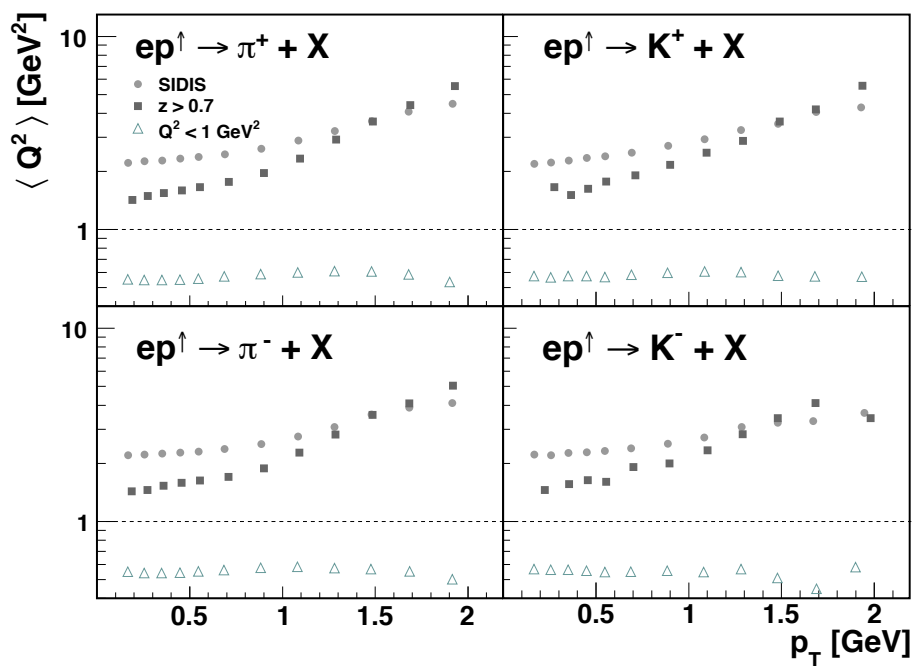 ⟨ Q² ⟩ [GeV²]
10
1
ep↑ → π⁺ + X
SIDIS
z > 0.7
Q² < 1 GeV²
ep↑ → K⁺ + X
10
1
ep↑ → π⁻ + X
ep↑ → K⁻ + X
0.5 1 1.5 2 0.5 1 1.5 2
p_T [GeV]